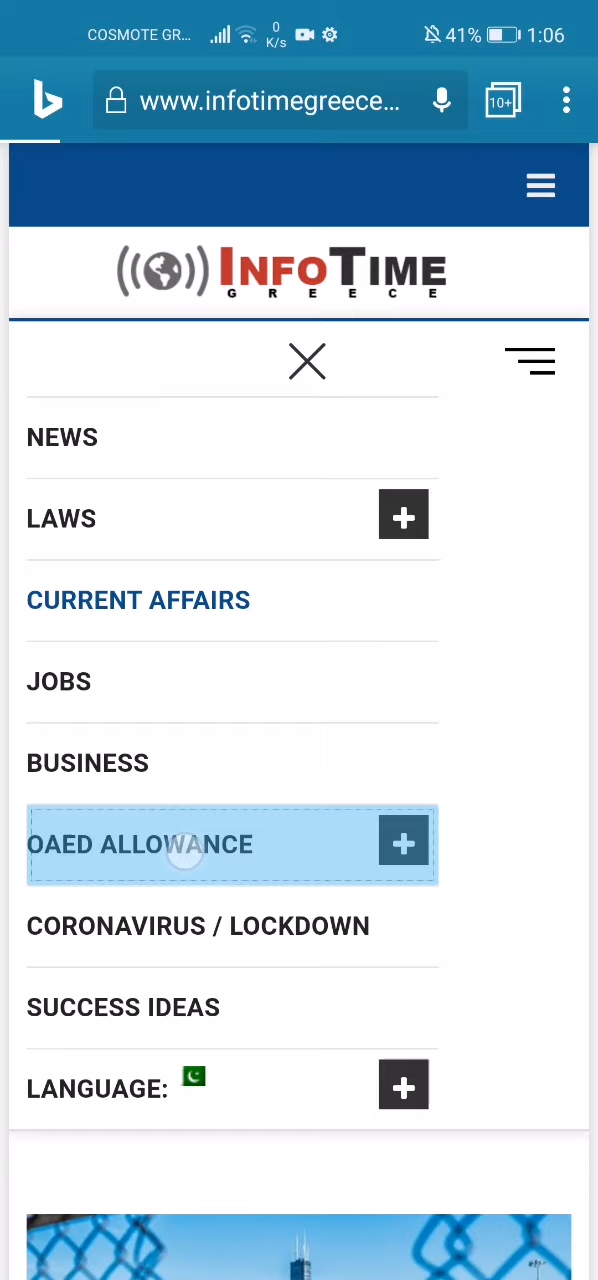 COSMOTE GR... 0 K/s 41% 1:06
www.infotimegreece... 10+
INFOTIME
GREECE
NEWS
LAWS
CURRENT AFFAIRS
JOBS
BUSINESS
OAED ALLOWANCE
CORONAVIRUS / LOCKDOWN
SUCCESS IDEAS
LANGUAGE: